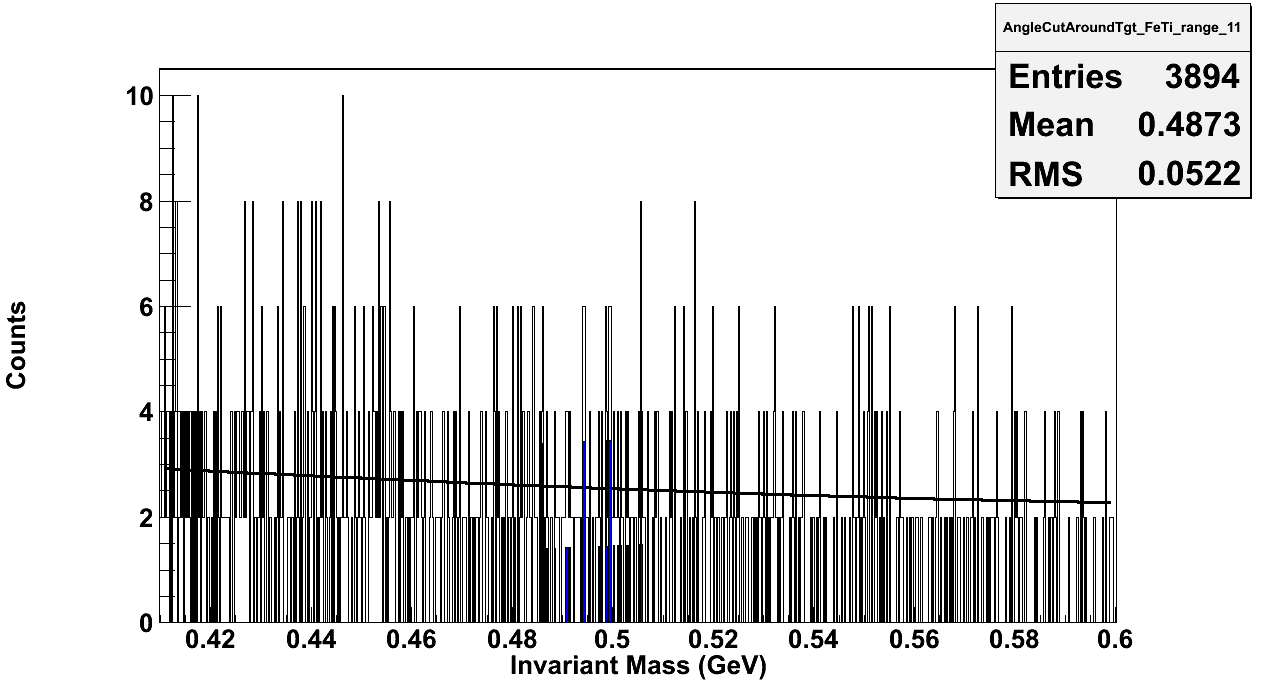 AngleCutAroundTgt_FeTi_range_11
Entries 3894
Mean 0.4873
RMS 0.0522
10
8
6
4
2
0
Counts
0.42 0.44 0.46 0.48 0.5 0.52 0.54 0.56 0.58 0.6
Invariant Mass (GeV)